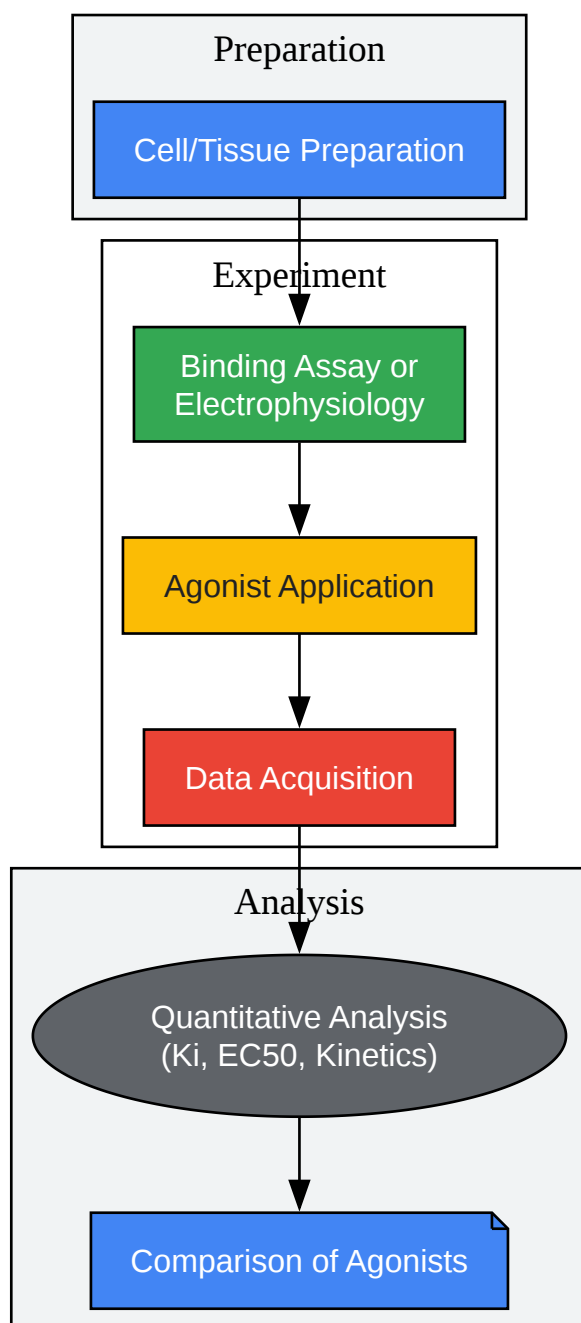 Preparation
Cell/Tissue Preparation
Experiment
Binding Assay or
Electrophysiology
Agonist Application
Data Acquisition
Analysis
Quantitative Analysis
(Ki, EC50, Kinetics)
Comparison of Agonists